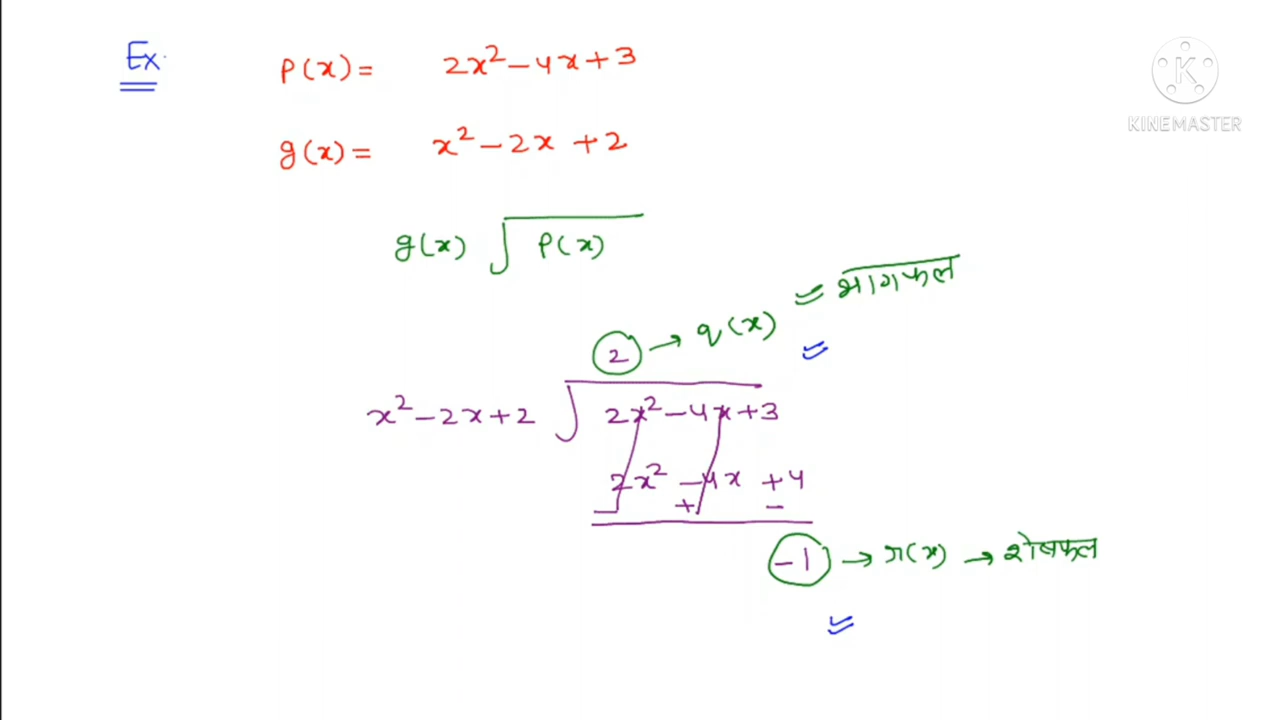 Ex.
P(x) = 2x² - 4x + 3
K
KINEMASTER
g(x) = x² - 2x + 2
g(x) √ P(x)
= भागफल
2 → q(x)
x² - 2x + 2 √ 2x² - 4x + 3
2x² - 4x + 4
- + -
-1 → r(x) → शेषफल